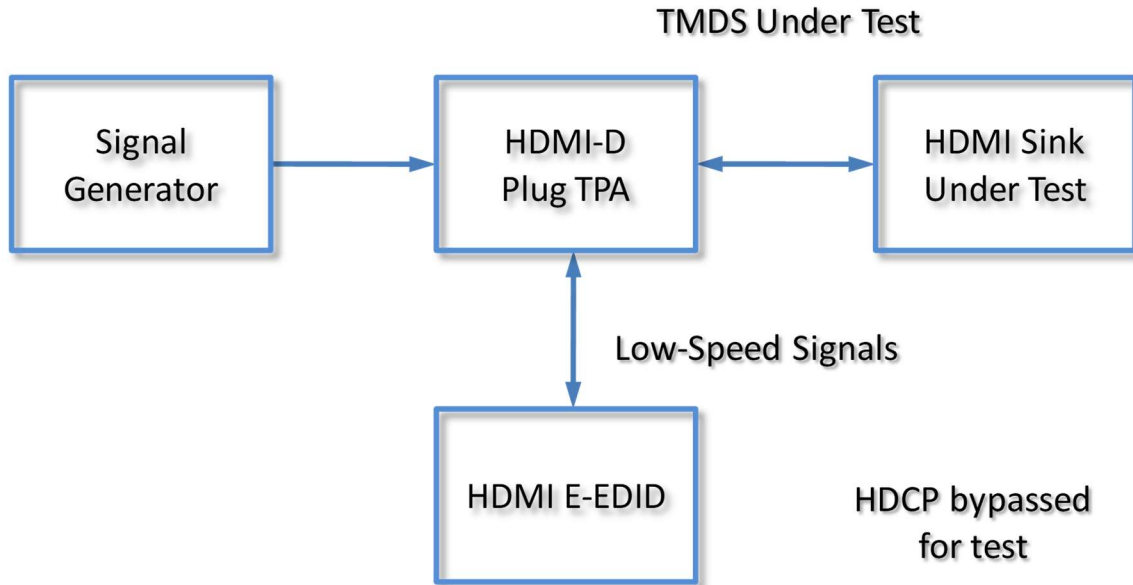 TMDS Under Test
Signal
Generator
HDMI-D
Plug TPA
HDMI Sink
Under Test
Low-Speed Signals
HDMI E-EDID
HDCP bypassed
for test